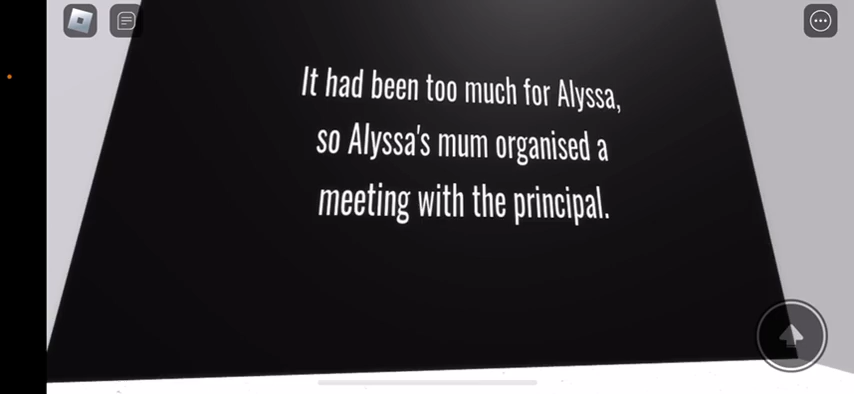 It had been too much for Alyssa,
so Alyssa's mum organised a
meeting with the principal.